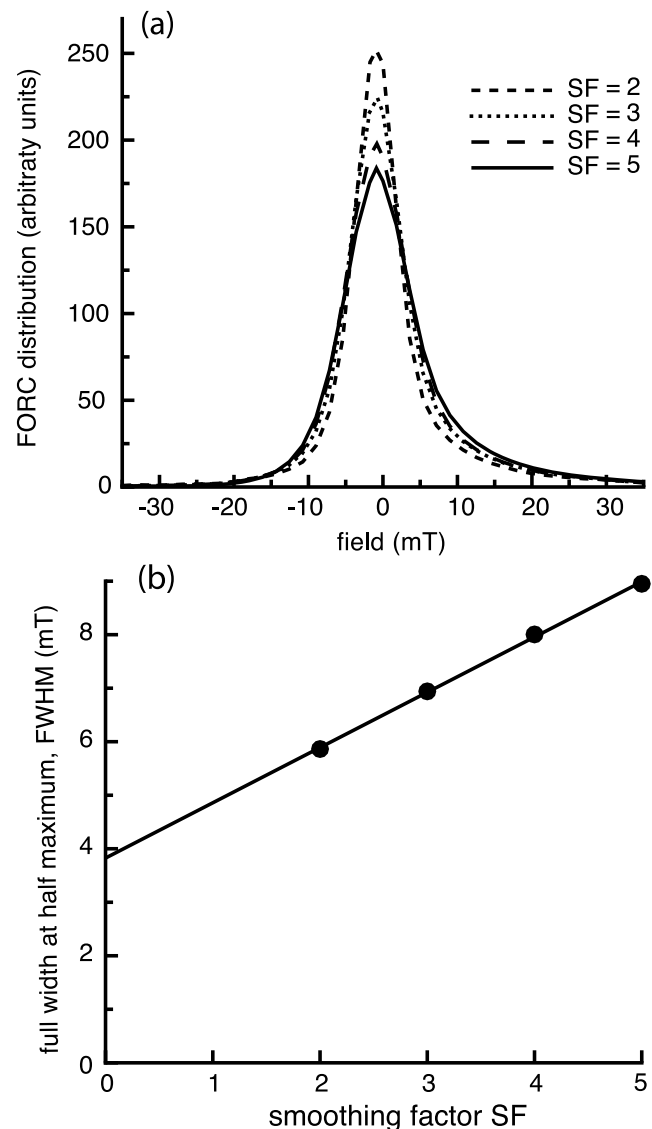 (a)
250
200
150
100
50
0
FORC distribution (arbitraty units)
SF = 2
SF = 3
SF = 4
SF = 5
-30 -20 -10 0 10 20 30
field (mT)
(b)
8
6
4
2
0
full width at half maximum, FWHM (mT)
0 1 2 3 4 5
smoothing factor SF